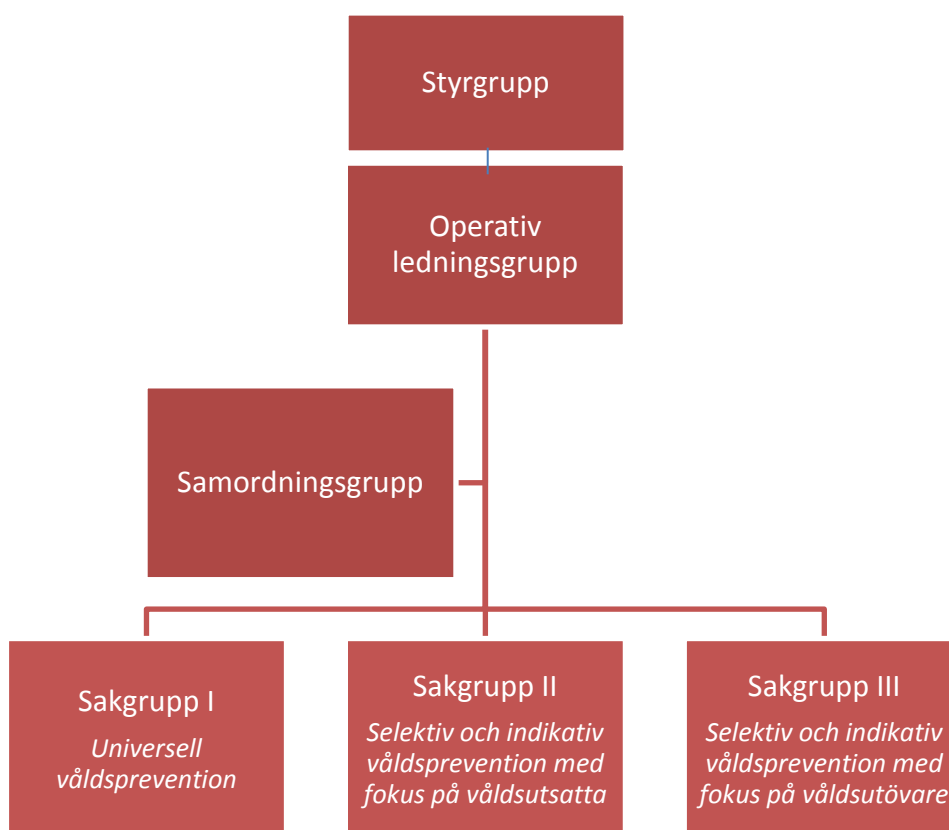 Styrgrupp
Operativ
ledningsgrupp
Samordningsgrupp
Sakgrupp I
Universell
våldsprevention
Sakgrupp II
Selektiv och indikativ
våldsprevention med
fokus på våldsutsatta
Sakgrupp III
Selektiv och indikativ
våldsprevention med
fokus på våldsutövare